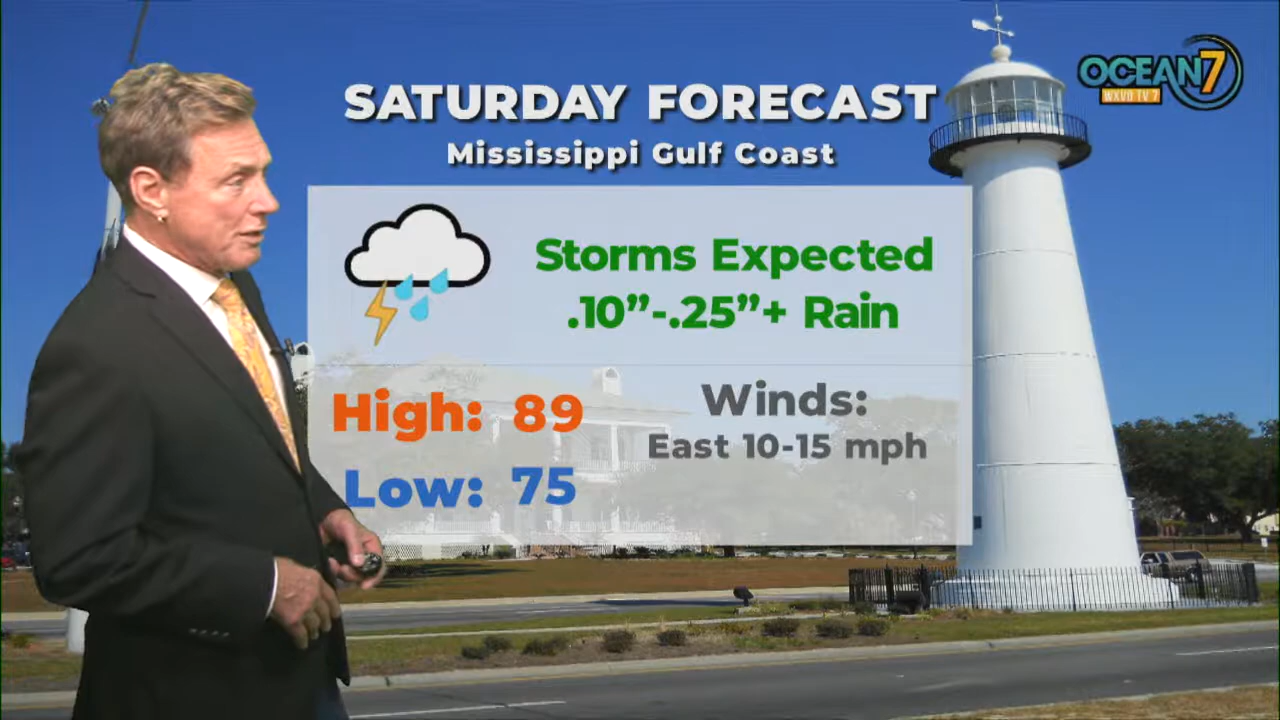 SATURDAY FORECAST
Mississippi Gulf Coast
OCEAN7
WXVO TV 7
Storms Expected
.10”-.25”+ Rain
High: 89
Low: 75
Winds:
East 10-15 mph